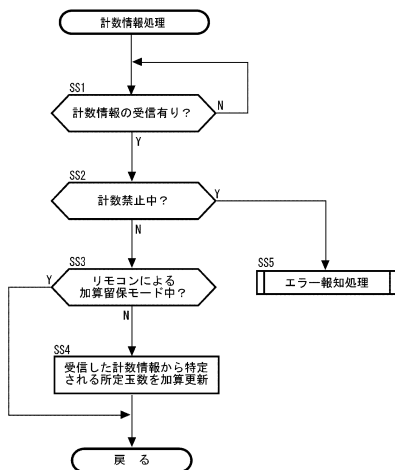 計数情報処理
SS1
計数情報の受信有り？
N
Y
SS2
計数禁止中？
Y
N
SS3
リモコンによる
加算留保モード中？
Y
N
SS5
エラー報知処理
SS4
受信した計数情報から特定
される所定玉数を加算更新
戻る